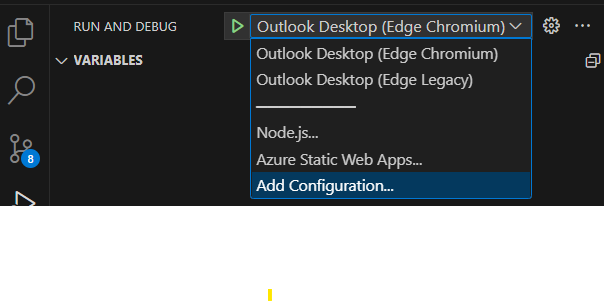 RUN AND DEBUG
Outlook Desktop (Edge Chromium)
Outlook Desktop (Edge Chromium)
VARIABLES
Outlook Desktop (Edge Legacy)
Node.js...
8
Azure Static Web Apps...
Add Configuration...